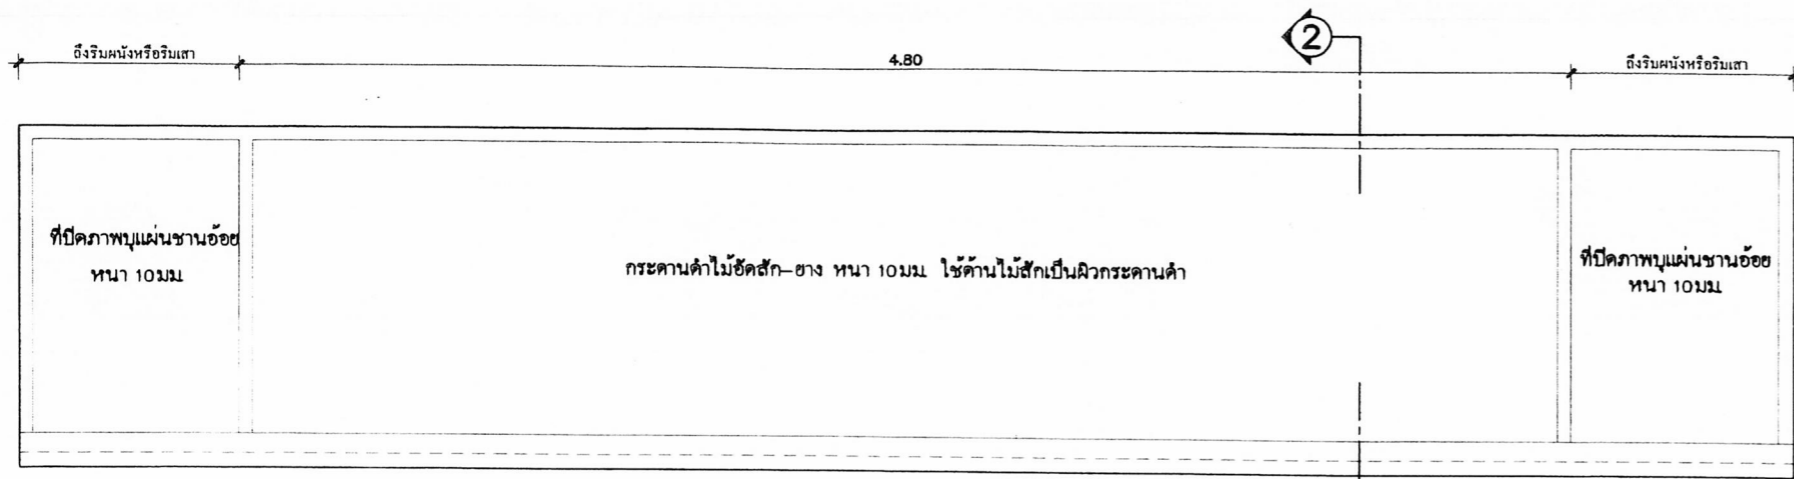 ถึงริมผนังหรือริมเสา
4.80
2
ถึงริมผนังหรือริมเสา
ที่ปิดภาพบุแผ่นชานอ้อย
หนา 10มม.
กระดานดำไม้อัดสัก-ยาง หนา 10มม. ใช้ด้านไม้สักเป็นผิวกระดานดำ
ที่ปิดภาพบุแผ่นชานอ้อย
หนา 10มม.